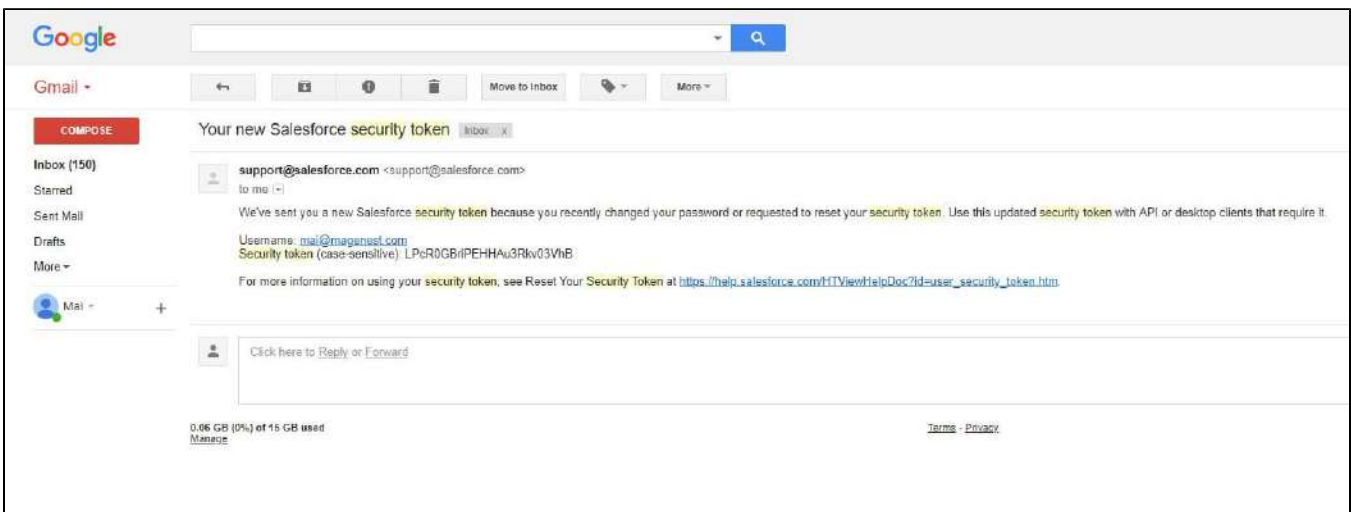 Google
Gmail
Move to Inbox
More
COMPOSE
Your new Salesforce security token Inbox x
Inbox (150)
Starred
Sent Mail
Drafts
More
Mai
support@salesforce.com <support@salesforce.com>
to me
We've sent you a new Salesforce security token because you recently changed your password or requested to reset your security token. Use this updated security token with API or desktop clients that require it.
Username: mai@magenest.com
Security token (case-sensitive):
For more information on using your security token, see Reset Your Security Token at https://help.salesforce.com/HTViewHelpDoc?id=user_security_token.htm.
Click here to Reply or Forward
0.06 GB (0%) of 15 GB used
Manage
Terms - Privacy